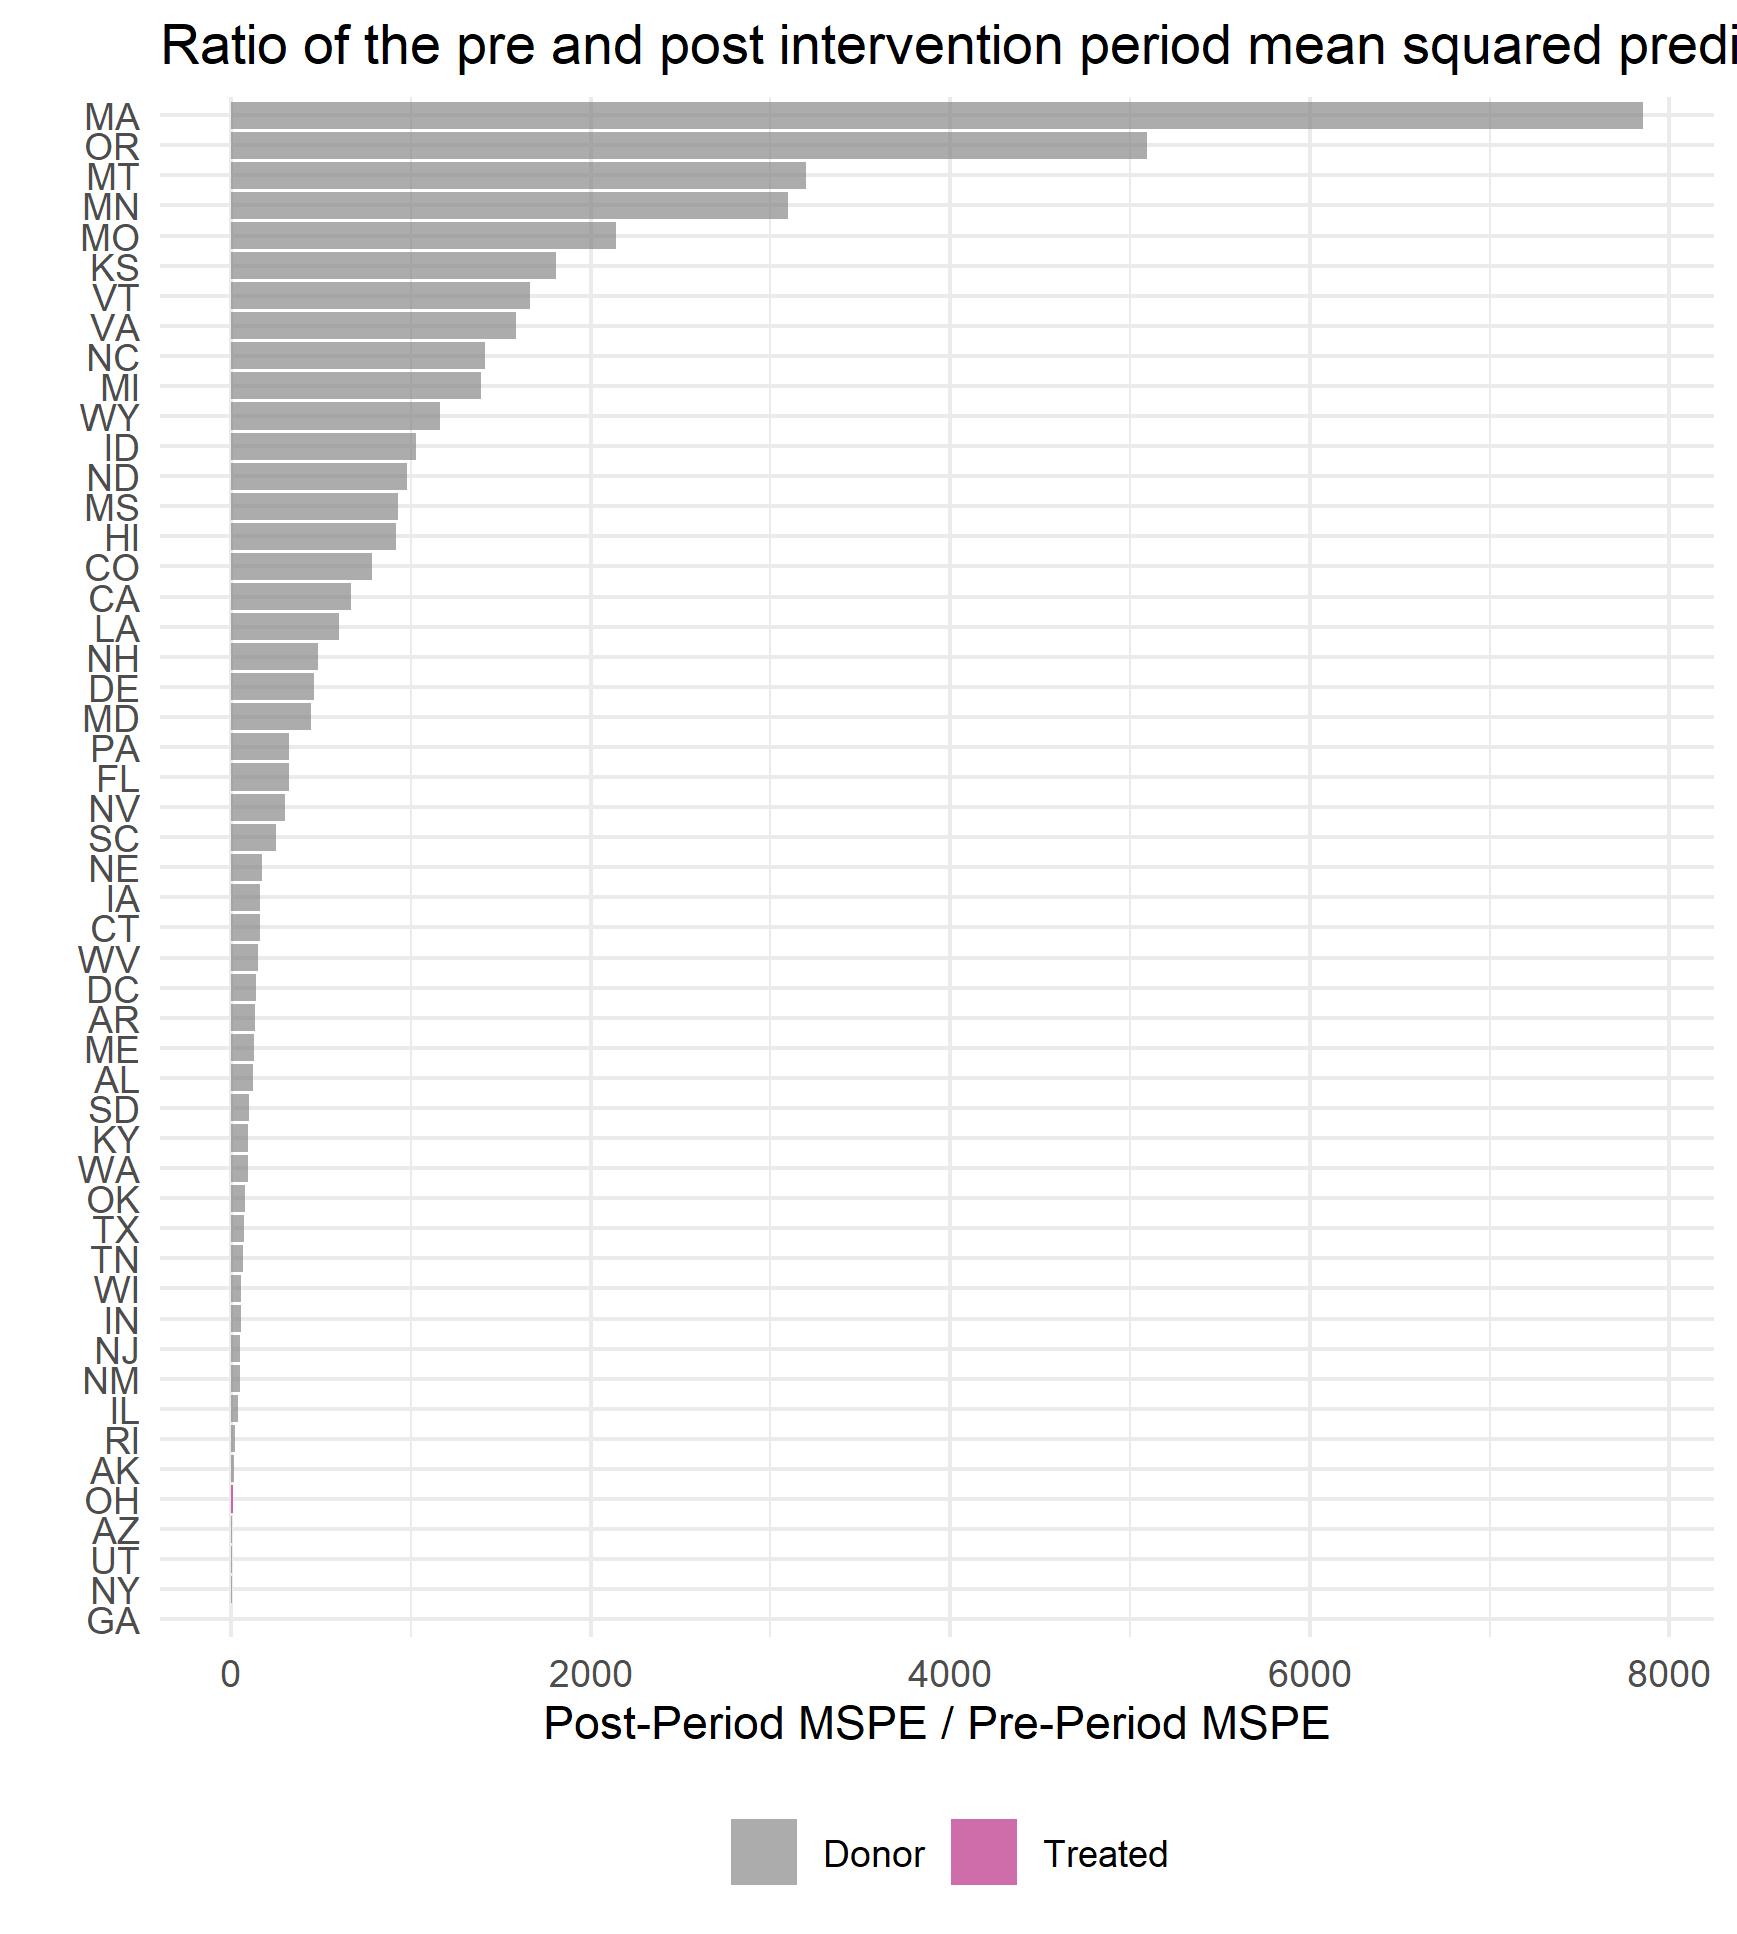 Ratio of the pre and post intervention period mean squared predi
MA
OR
MT
MN
MO
KS
VT
VA
NC
MI
WY
ID
ND
MS
HI
CO
CA
LA
NH
DE
MD
PA
FL
NV
SC
NE
IA
CT
WV
DC
AR
ME
AL
SD
KY
WA
OK
TX
TN
WI
IN
NJ
NM
IL
RI
AK
OH
AZ
UT
NY
GA
0 2000 4000 6000 8000
Post-Period MSPE / Pre-Period MSPE
Donor Treated